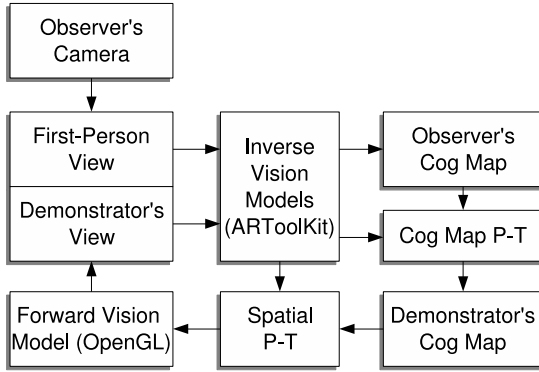 Observer's
Camera
First-Person
View
Demonstrator's
View
Inverse
Vision
Models
(ARToolKit)
Observer's
Cog Map
Cog Map P-T
Demonstrator's
Cog Map
Spatial
P-T
Forward Vision
Model (OpenGL)